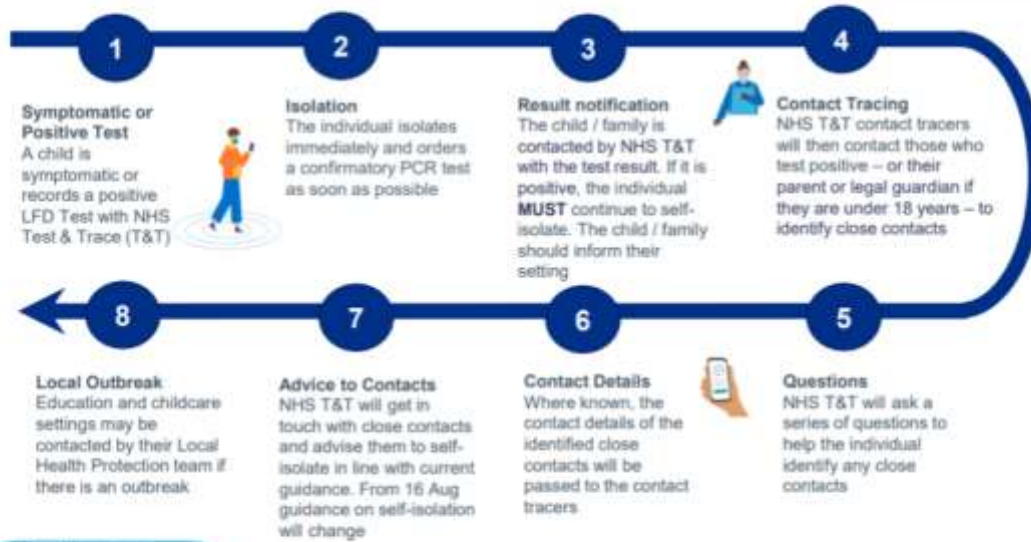 1
2
3
4
Symptomatic or
Positive Test
A child is
symptomatic or
records a positive
LFD Test with NHS
Test & Trace (T&T)
Isolation
The individual isolates
immediately and orders
a confirmatory PCR test
as soon as possible
Result notification
The child / family is
contacted by NHS T&T
with the test result. If it is
positive, the individual
MUST continue to self-
isolate. The child / family
should inform their
setting
Contact Tracing
NHS T&T contact tracers
will then contact those who
test positive – or their
parent or legal guardian if
they are under 18 years – to
identify close contacts
8
7
6
5
Local Outbreak
Education and childcare
settings may be
contacted by their Local
Health Protection team if
there is an outbreak
Advice to Contacts
NHS T&T will get in
touch with close contacts
and advise them to self-
isolate in line with current
guidance. From 16 Aug
guidance on self-isolation
will change
Contact Details
Where known, the
contact details of the
identified close
contacts will be
passed to the contact
tracers
Questions
NHS T&T will ask a
series of questions to
help the individual
identify any close
contacts